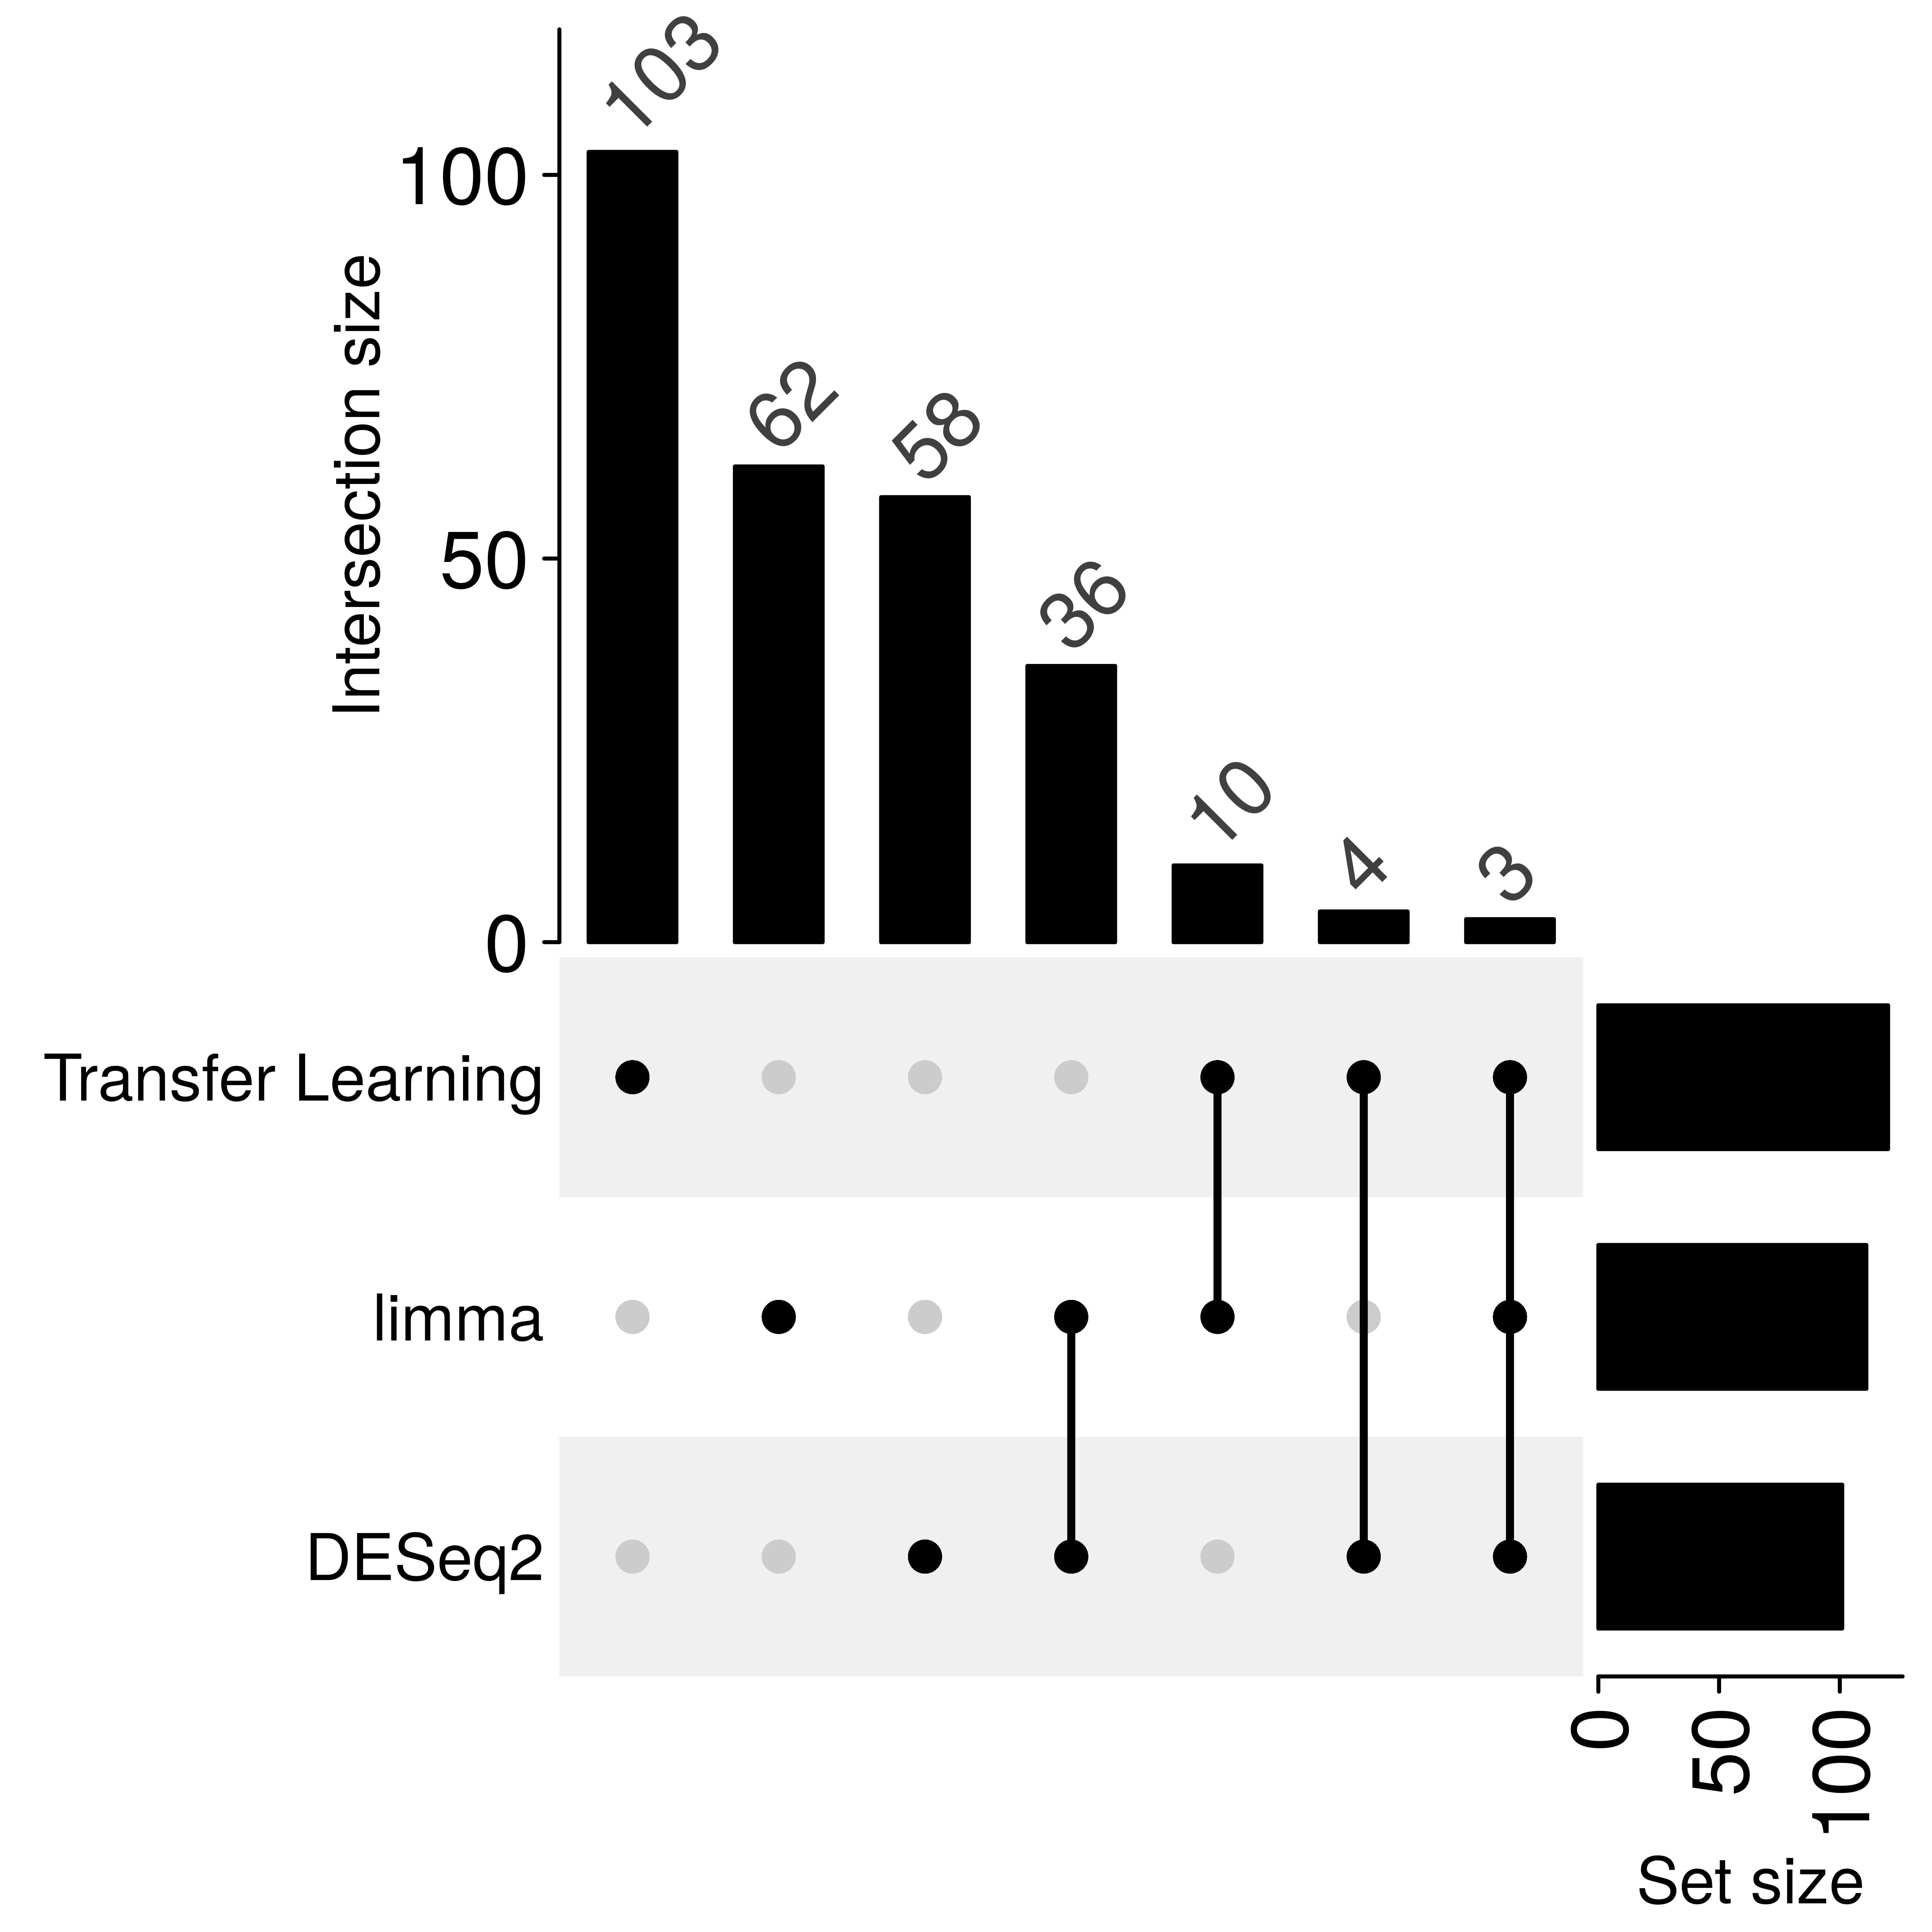 103
62
58
36
10
4
3
100
50
0
Intersection size
Transfer Learning
limma
DESeq2
0
50
100
Set size